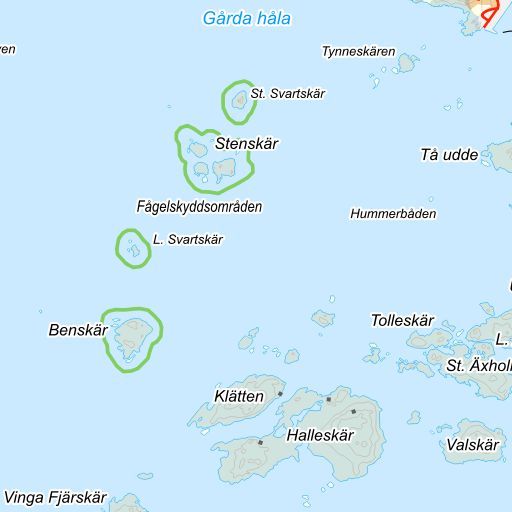 Gårda håla
Tynneskären
ven
St. Svartskär
Stenskär
Tå udde
Fågelskyddsområden
Hummerbåden
L. Svartskär
Benskär
Tolleskär
L.
St. Äxhol
Klätten
Halleskär
Valskär
Vinga Fjärskär